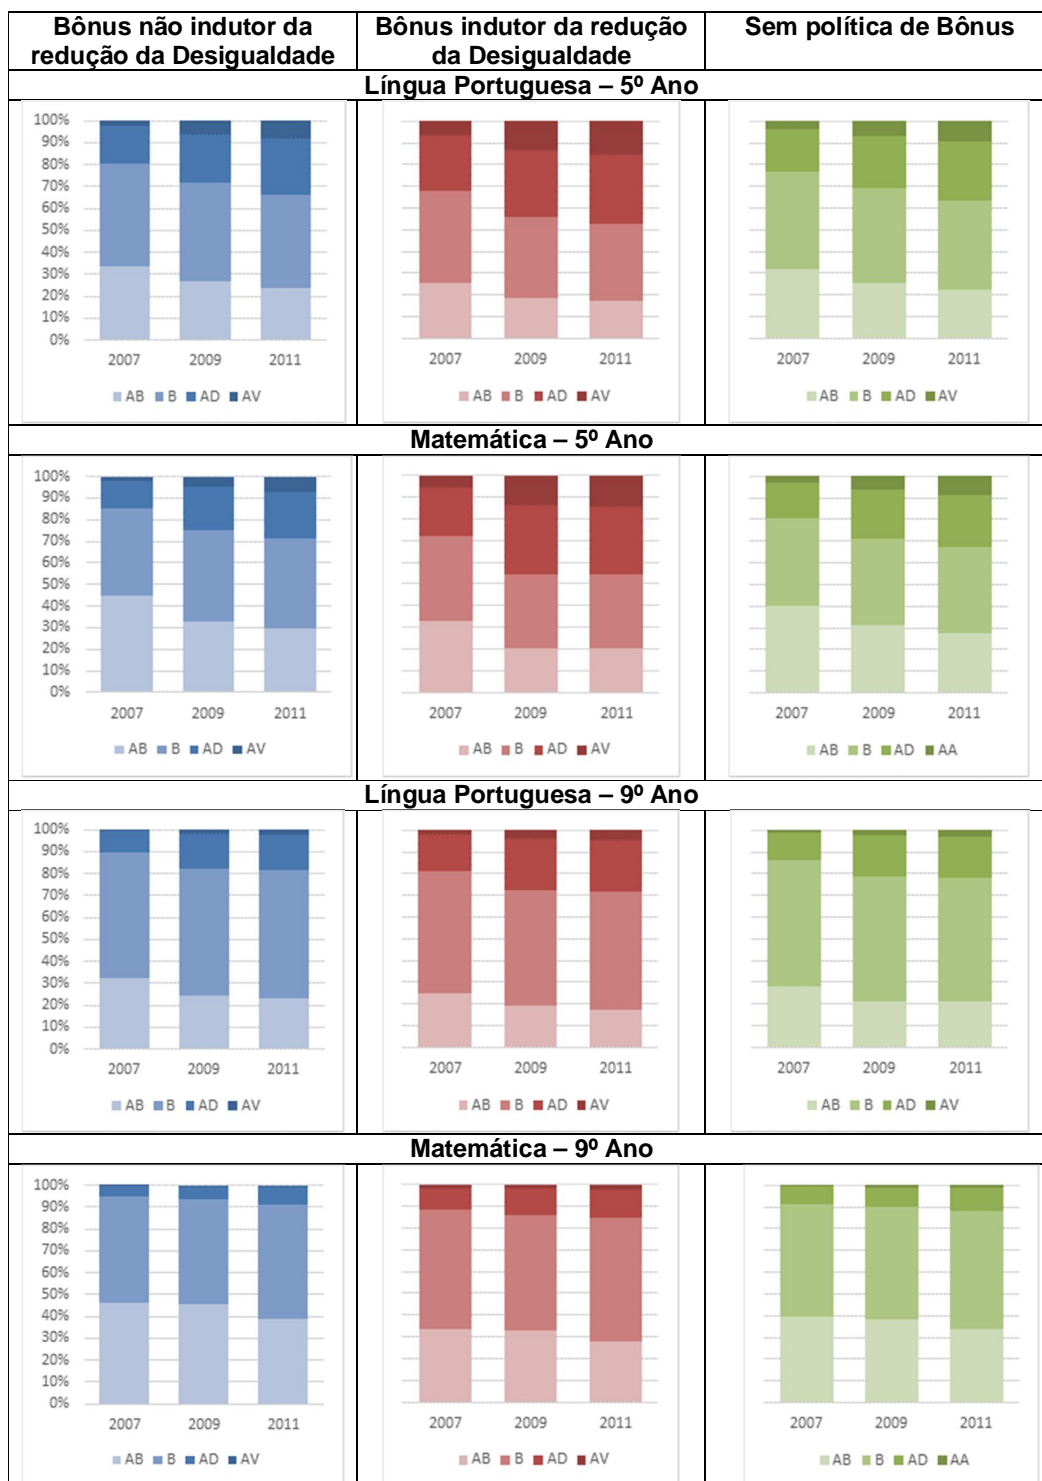 Bônus não indutor da
redução da Desigualdade
Bônus indutor da redução
da Desigualdade
Sem política de Bônus
Língua Portuguesa – 5º Ano
100%
90%
80%
70%
60%
50%
40%
30%
20%
10%
0%
2007 2009 2011
AB B AD AV
2007 2009 2011
AB B AD AV
2007 2009 2011
AB B AD AV
Matemática – 5º Ano
100%
90%
80%
70%
60%
50%
40%
30%
20%
10%
0%
2007 2009 2011
AB B AD AV
2007 2009 2011
AB B AD AV
2007 2009 2011
AB B AD AA
Língua Portuguesa – 9º Ano
100%
90%
80%
70%
60%
50%
40%
30%
20%
10%
0%
2007 2009 2011
AB B AD AV
2007 2009 2011
AB B AD AV
2007 2009 2011
AB B AD AV
Matemática – 9º Ano
100%
90%
80%
70%
60%
50%
40%
30%
20%
10%
0%
2007 2009 2011
AB B AD AV
2007 2009 2011
AB B AD AV
2007 2009 2011
AB B AD AA